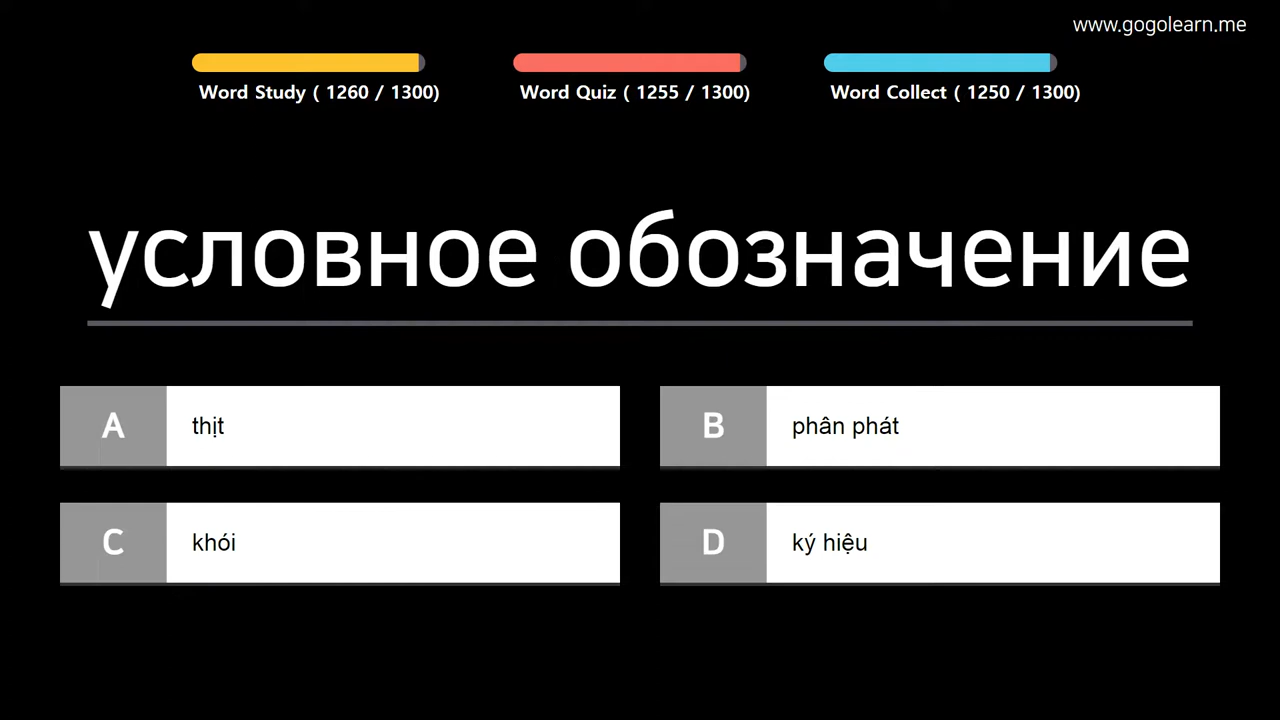 www.gogolearn.me
Word Study ( 1260 / 1300)
Word Quiz ( 1255 / 1300)
Word Collect ( 1250 / 1300)
условное обозначение
A thịt
B phân phát
C khói
D ký hiệu